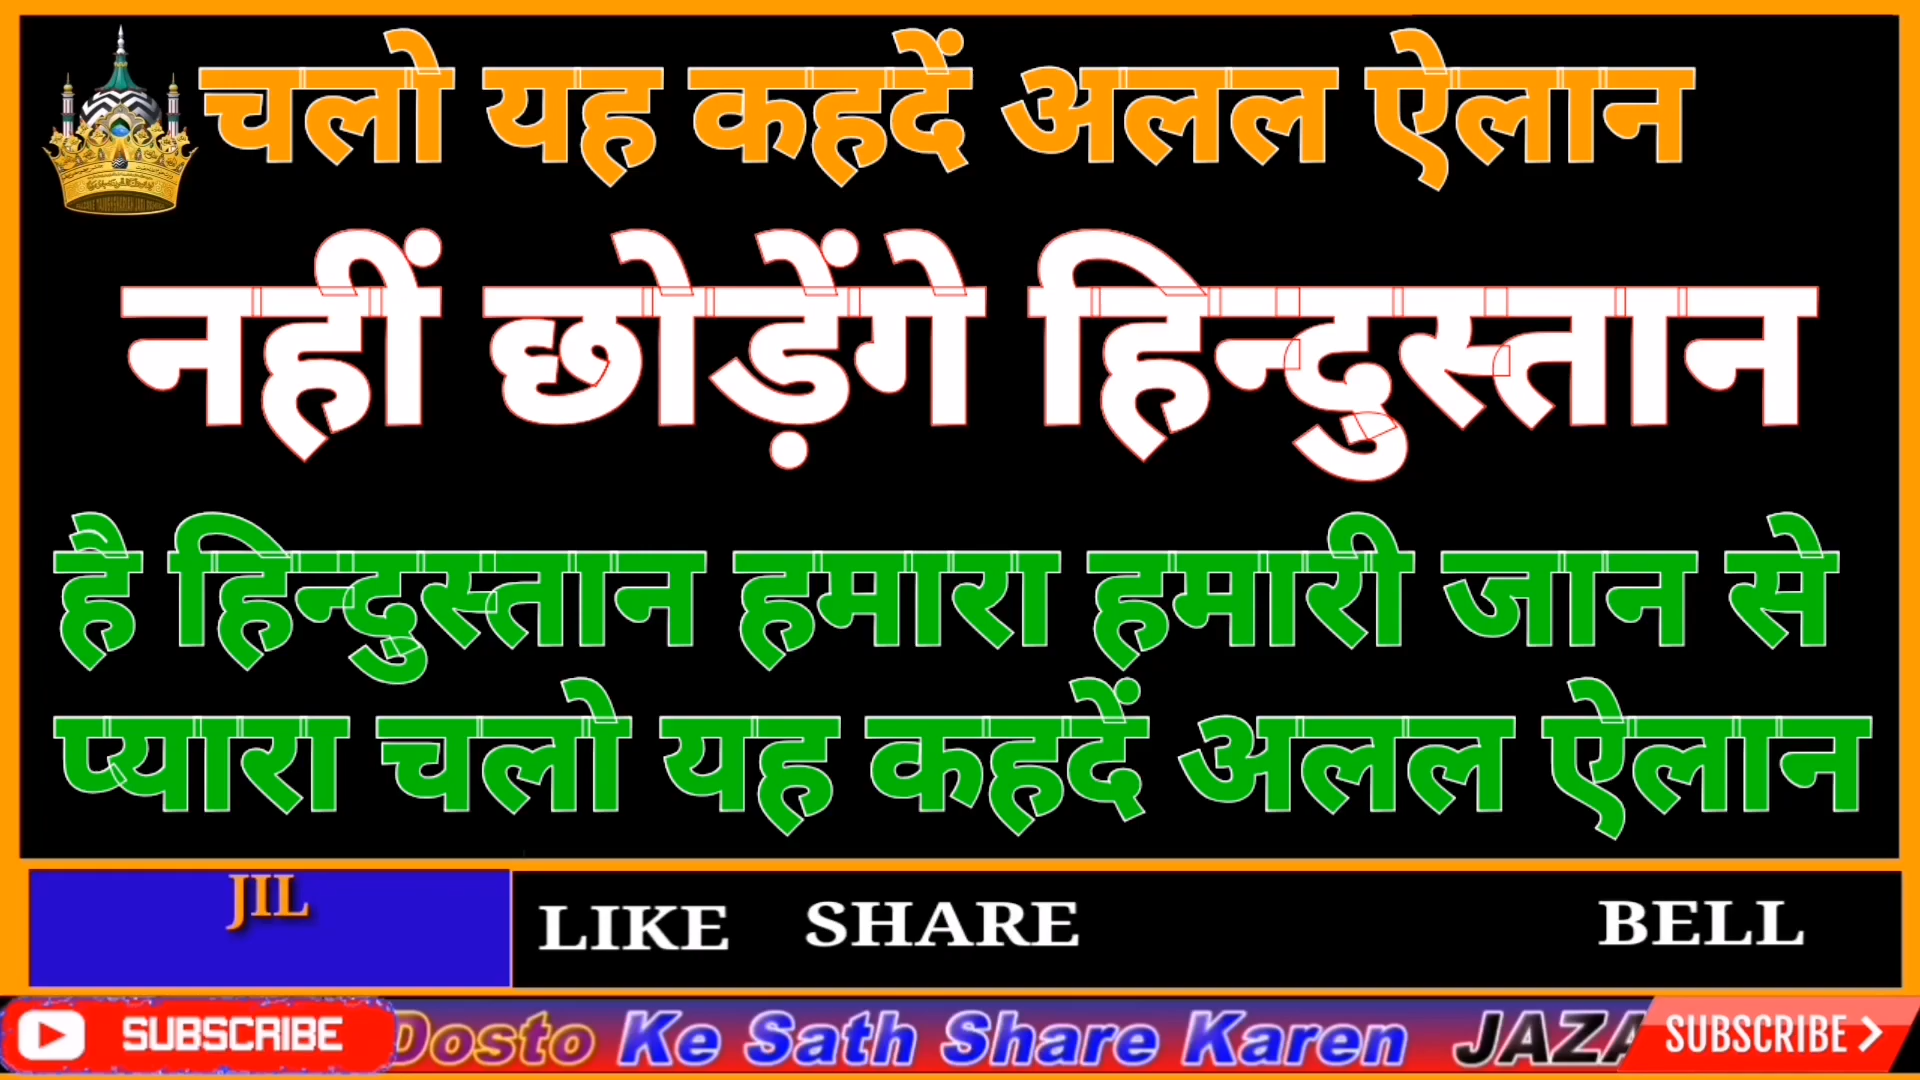 चलो यह कहदें अलल ऐलान
नहीं छोड़ेंगे हिन्दुस्तान
है हिन्दुस्तान हमारा हमारी जान से
प्यारा चलो यह कहदें अलल ऐलान
JIL
LIKE SHARE BELL
SUBSCRIBE Dosto Ke Sath Share Karen JAZA SUBSCRIBE